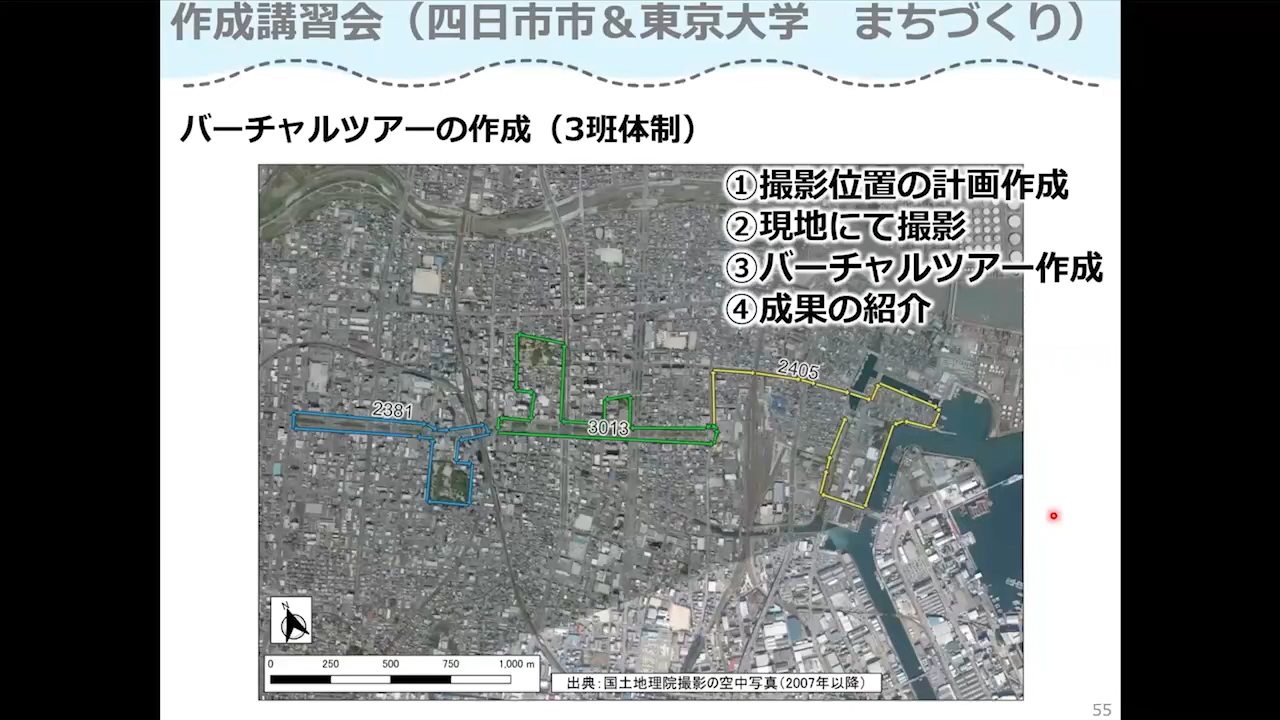 作成講習会（四日市市＆東京大学　まちづくり）
バーチャルツアーの作成（3班体制）
①撮影位置の計画作成
②現地にて撮影
③バーチャルツアー作成
④成果の紹介
2405
2381
3013
N
0 250 500 750 1,000 m
出典：国土地理院撮影の空中写真（2007年以降）
55